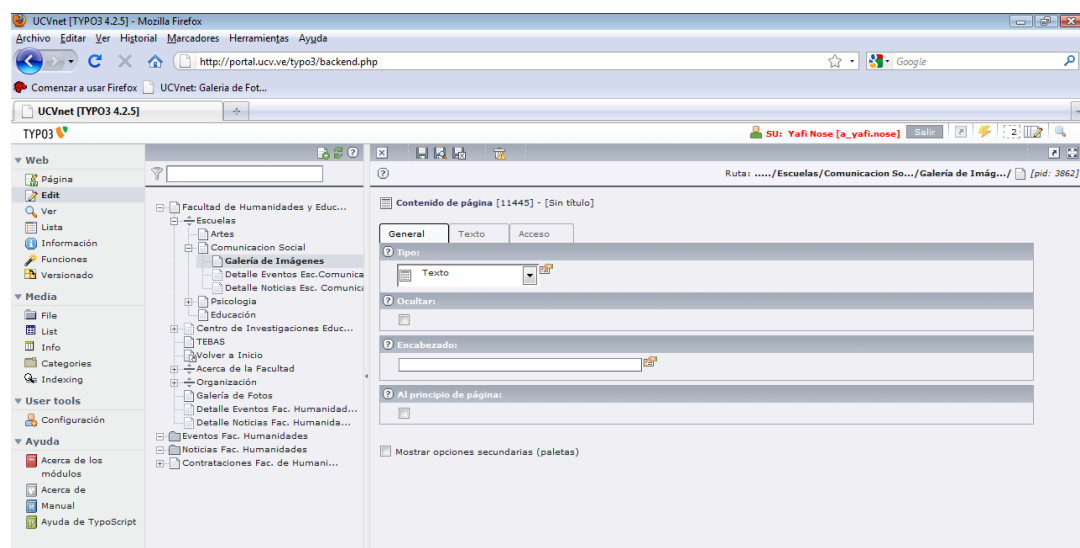 UCVnet [TYPO3 4.2.5] - Mozilla Firefox
Archivo Editar Ver Historial Marcadores Herramientas Ayuda
http://portal.ucv.ve/typo3/backend.php
Google
Comenzar a usar Firefox UCVnet: Galeria de Fot...
UCVnet [TYPO3 4.2.5]
TYPO3 SU: Yafi Nose [a_yafi.nose] Salir 2
Ruta: ...../Escuelas/Comunicacion So.../Galería de Imág.../ [pid: 3862]
Web
Página
Edit
Ver
Lista
Información
Funciones
Versionado
Media
File
List
Info
Categories
Indexing
User tools
Configuración
Ayuda
Acerca de los
módulos
Acerca de
Manual
Ayuda de TypoScript
Facultad de Humanidades y Educ...
Escuelas
Artes
Comunicacion Social
Galería de Imágenes
Detalle Eventos Esc.Comunica
Detalle Noticias Esc. Comunica
Psicologia
Educación
Centro de Investigaciones Educ...
TEBAS
Volver a Inicio
Acerca de la Facultad
Organización
Galería de Fotos
Detalle Eventos Fac. Humanidad...
Detalle Noticias Fac. Humanida...
Eventos Fac. Humanidades
Noticias Fac. Humanidades
Contrataciones Fac. de Humani...
Contenido de página [11445] - [Sin título]
General Texto Acceso
Tipo:
Texto
Ocultar:
Encabezado:
Al principio de página:
Mostrar opciones secundarias (paletas)